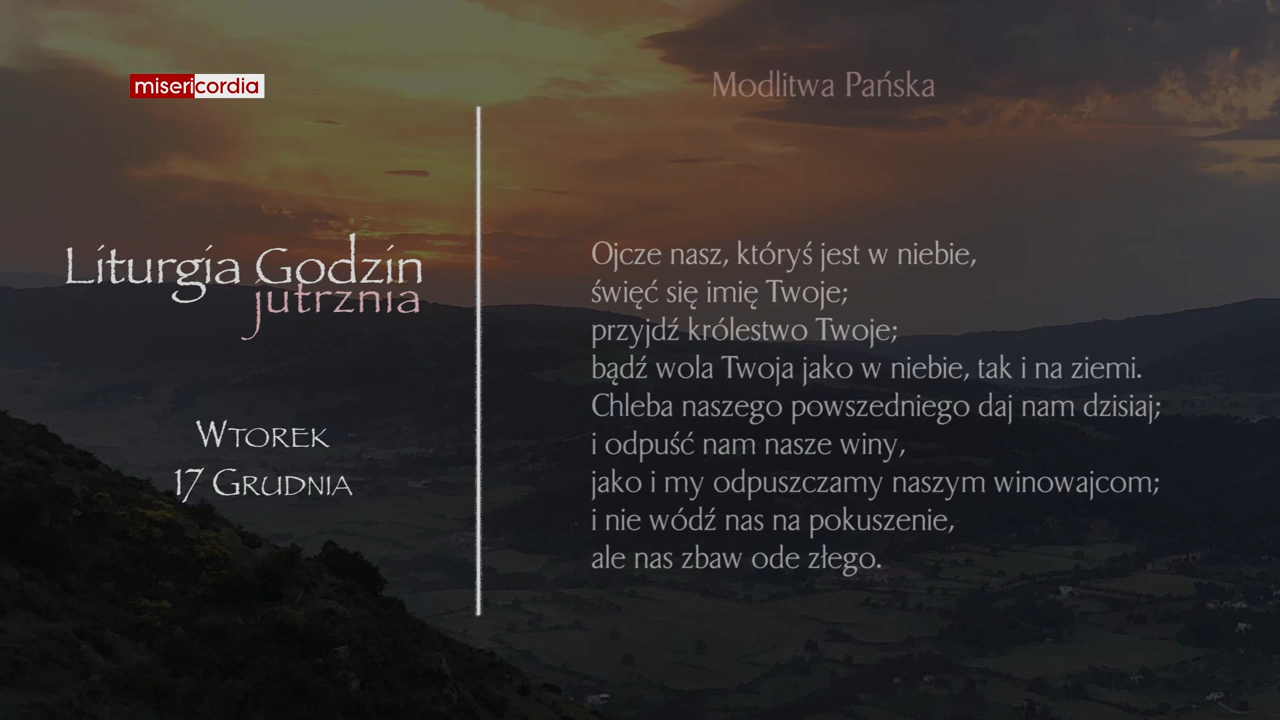 misericordia
Liturgia Godzin
jutrznia
Wtorek
17 Grudnia
Modlitwa Pańska
Ojcze nasz, któryś jest w niebie,
święć się imię Twoje;
przyjdź królestwo Twoje;
bądź wola Twoja jako w niebie, tak i na ziemi.
Chleba naszego powszedniego daj nam dzisiaj;
i odpuść nam nasze winy,
jako i my odpuszczamy naszym winowajcom;
i nie wódź nas na pokuszenie,
ale nas zbaw ode złego.